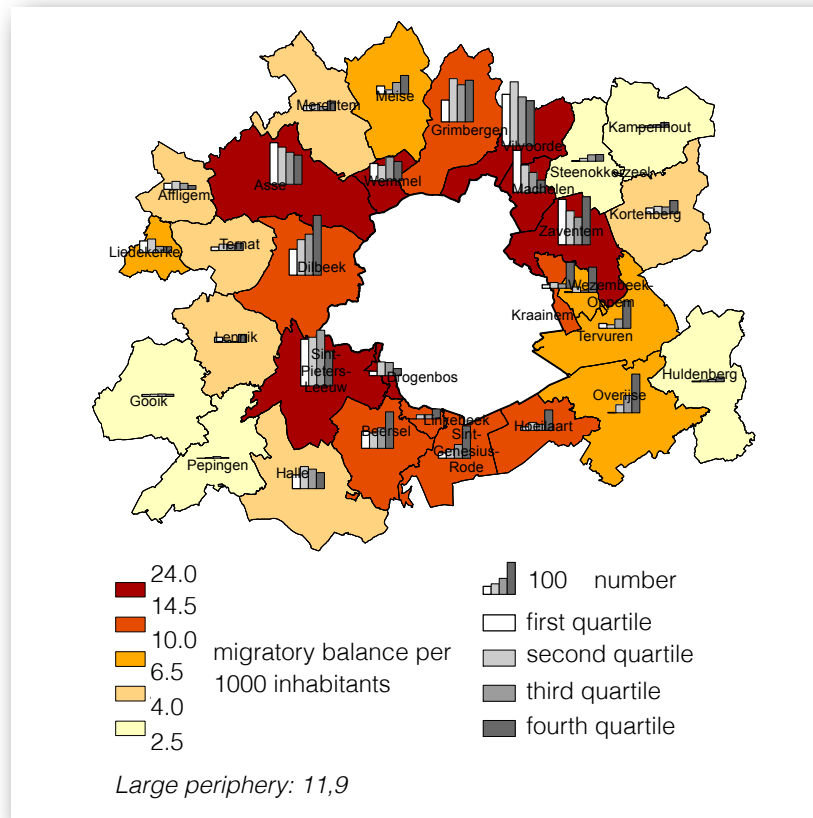 Merchtem
Meise
Grimbergen
Vilvoorde
Kampenhout
Steenokkerzeel
Asse
Wemmel
Machelen
Affligem
Kortenberg
Zaventem
Liedekerke
Ternat
Dilbeek
Wezembeek-
Oppem
Kraainem
Tervuren
Lennik
Sint-
Pieters-
Leeuw
Drogenbos
Huldenberg
Gooik
Overijse
Beersel
Linkebeek
Hoeilaart
Sint-
Genesius-
Rode
Pepingen
Halle
24.0
14.5
10.0
6.5
4.0
2.5
migratory balance per
1000 inhabitants
100 number
first quartile
second quartile
third quartile
fourth quartile
Large periphery: 11,9